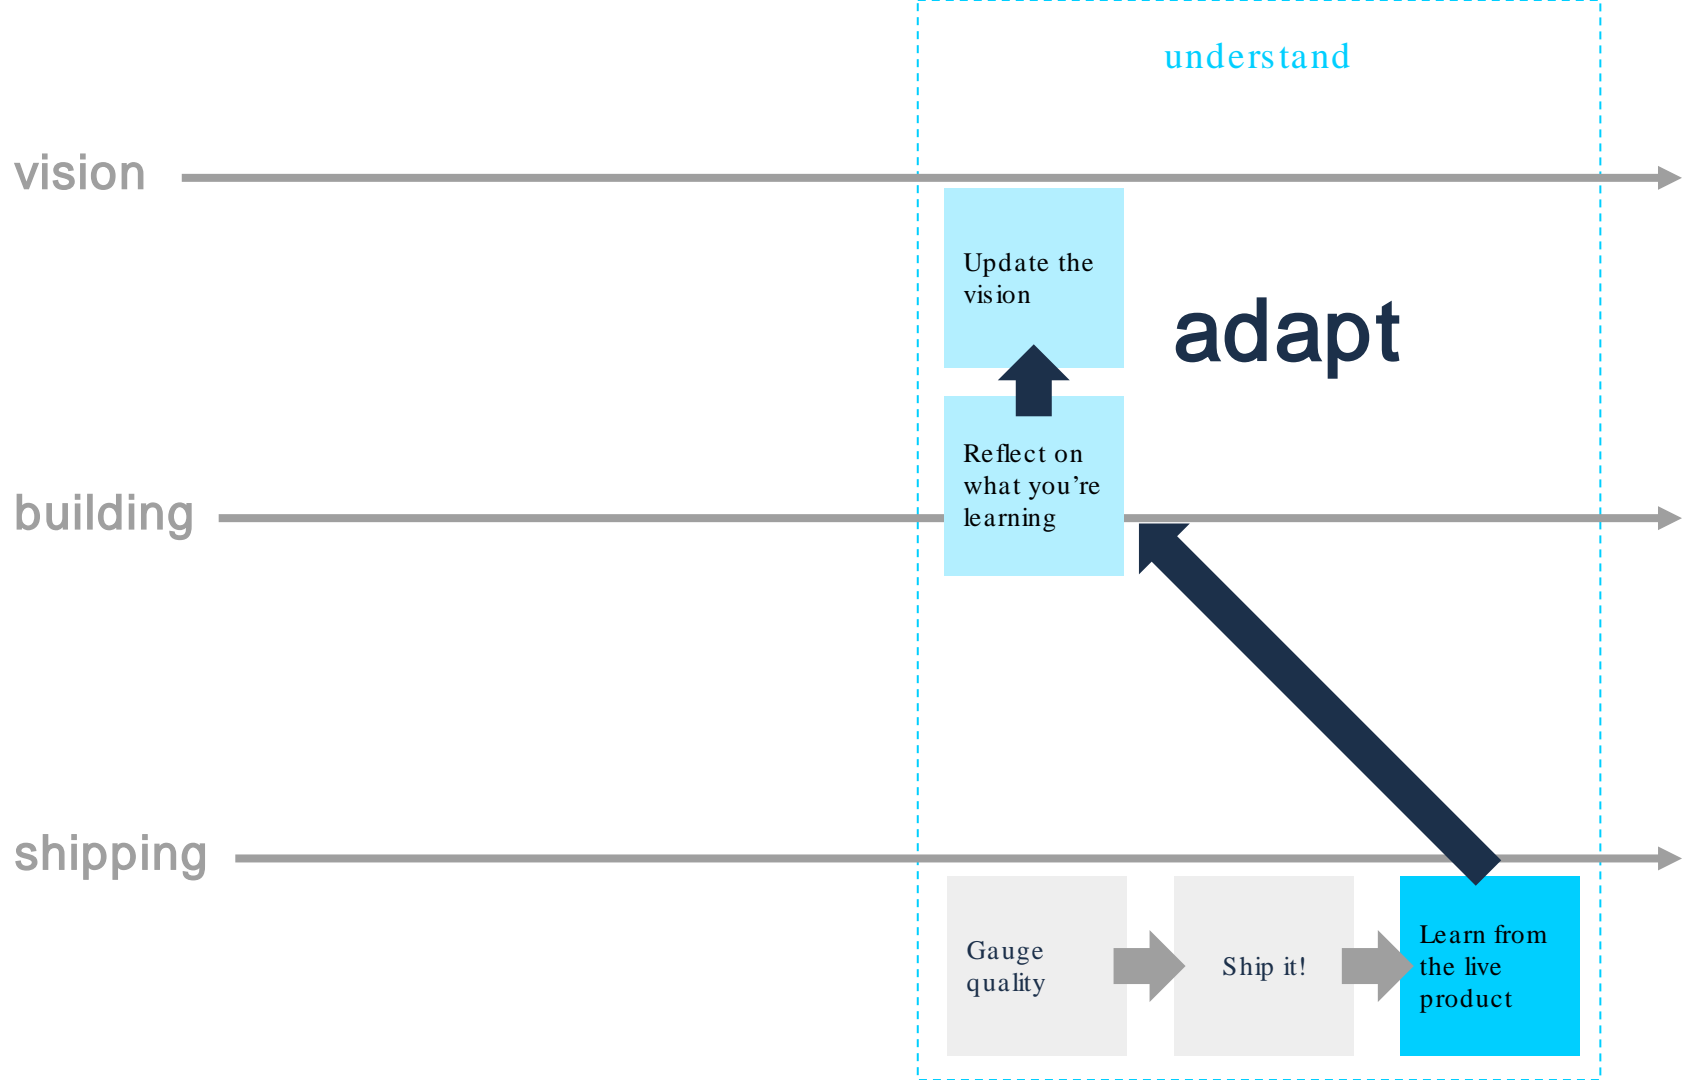 understand
vision
Update the
vision
adapt
Reflect on
what you’re
learning
building
shipping
Gauge
quality
Ship it!
Learn from
the live
product